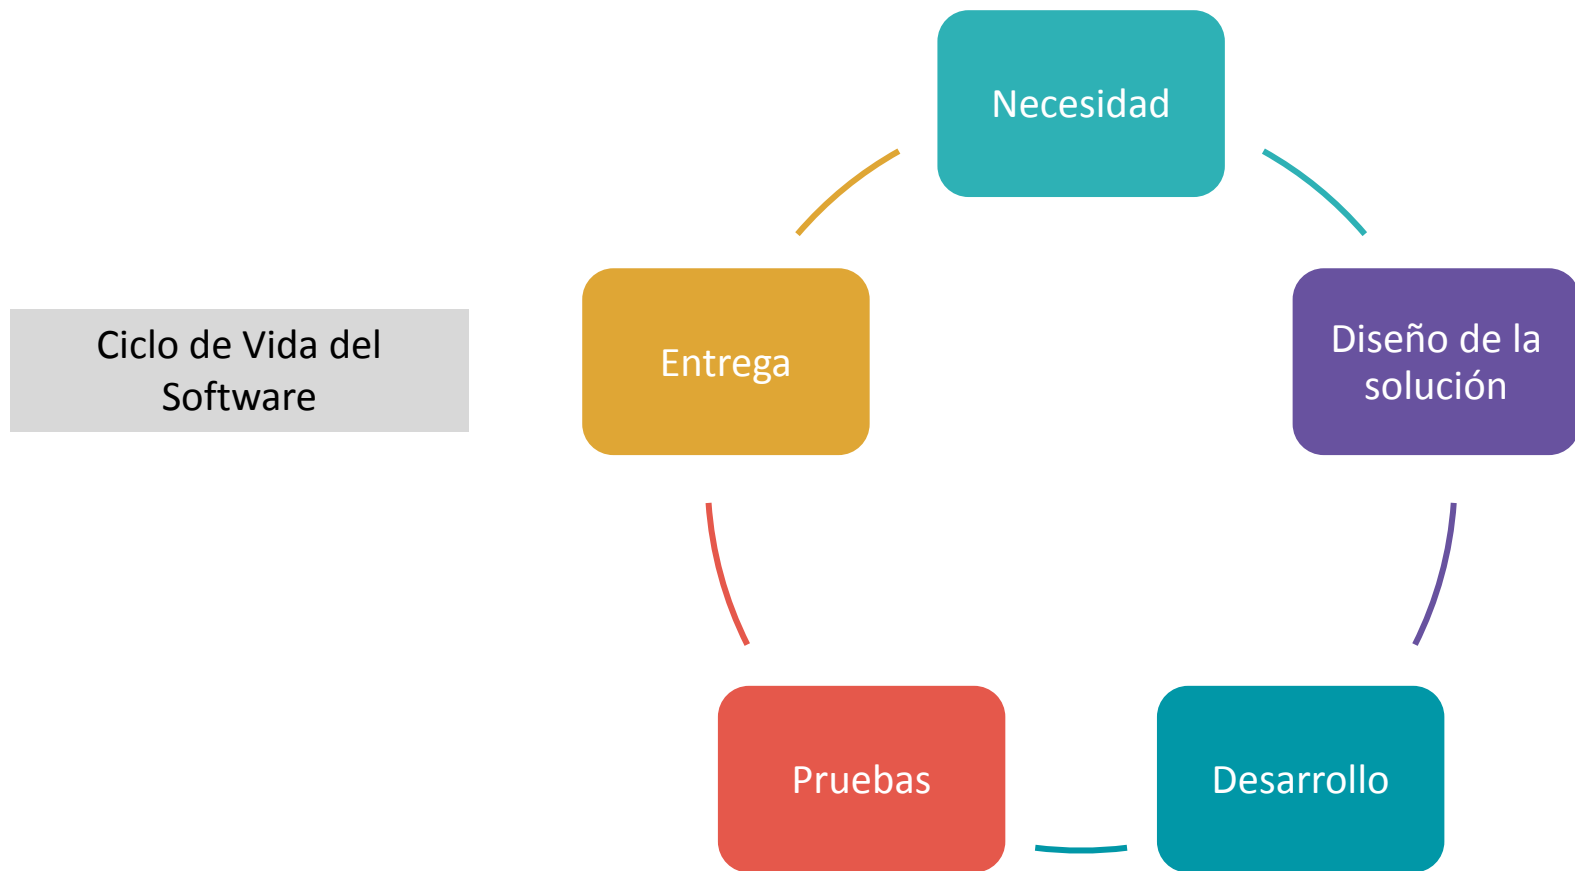 Ciclo de Vida del
Software
Necesidad
Diseño de la
solución
Desarrollo
Pruebas
Entrega